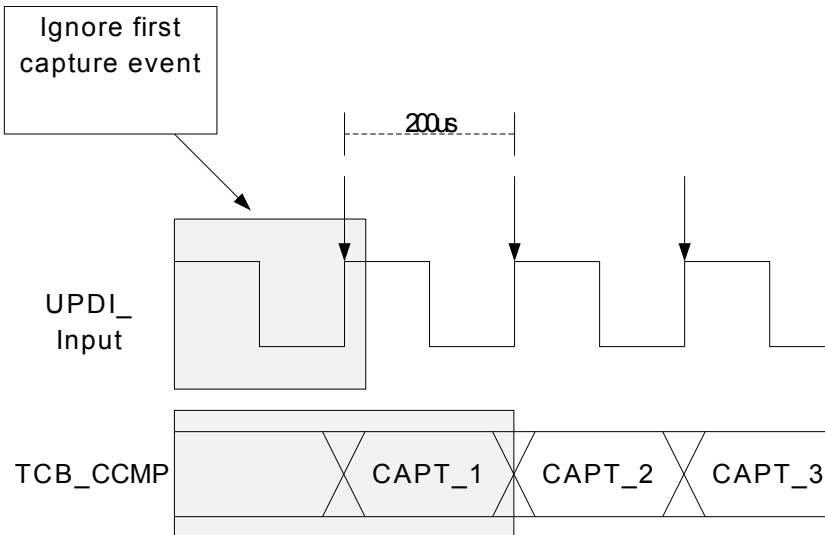 Ignore first
capture event
200us
UPDI_
Input
TCB_CCMP
CAPT_1
CAPT_2
CAPT_3